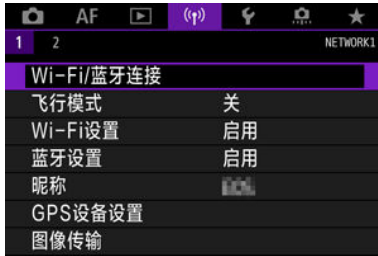 AF
1 2 NETWORK1
Wi-Fi/蓝牙连接
飞行模式 关
Wi-Fi设置 启用
蓝牙设置 启用
昵称
GPS设备设置
图像传输